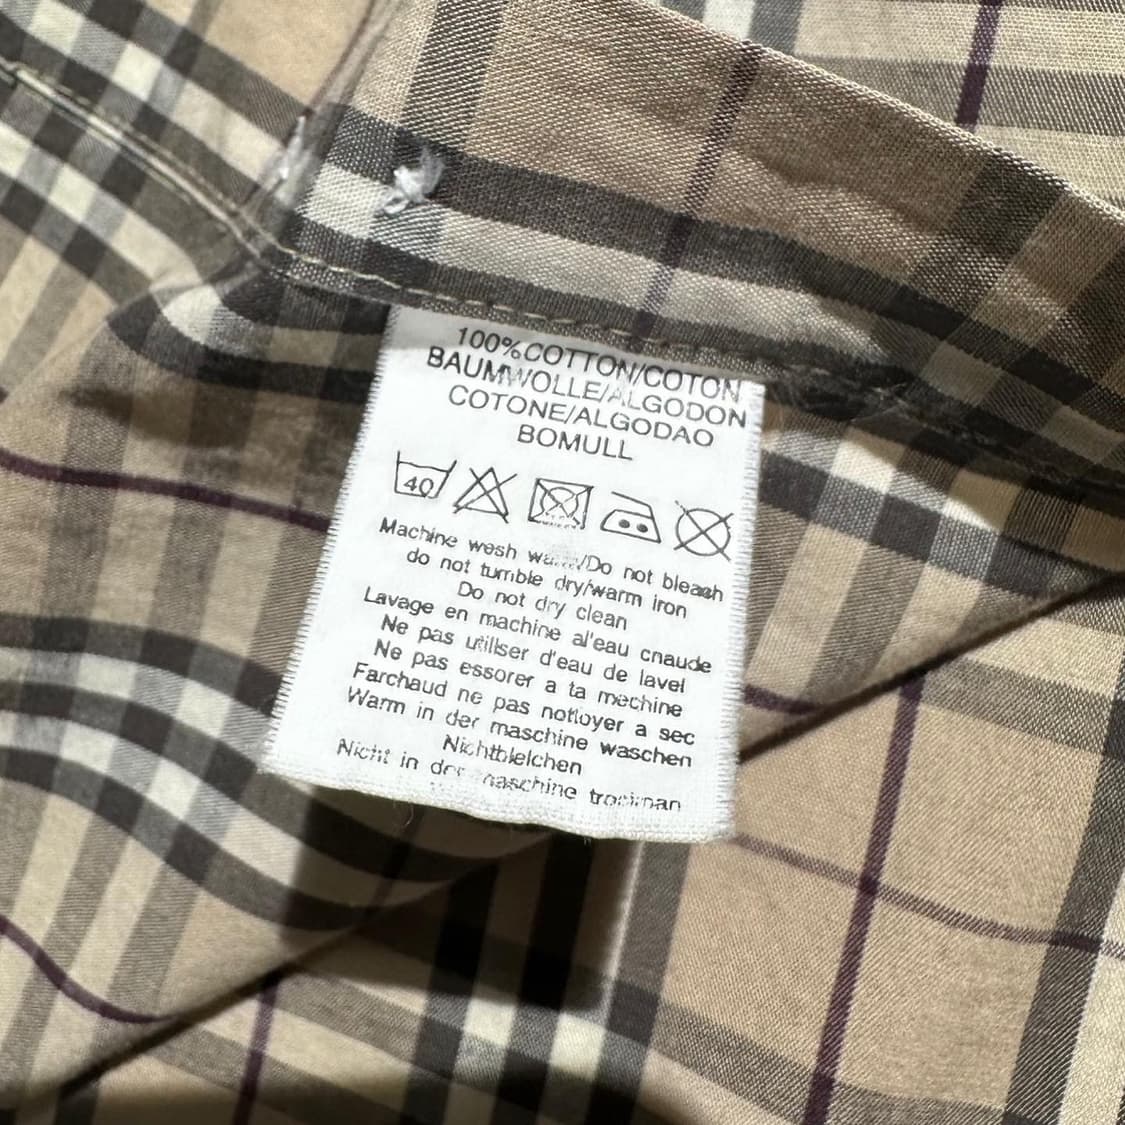 100% COTTON/COTON
BAUMWOLLE/ALGODON
COTONE/ALGODAO
BOMULL
40
Machine wesh /Do not bleach
do not tumble dry/warm iron
Do not dry clean
Lavage en machine al'eau cnaude
Ne pas utillser d'eau de lavel
Ne pas essorer a ta mechine
Farchaud ne pas notloyer a sec
Warm in der maschine waschen
Nichtblelchen
Nicht in der maschine